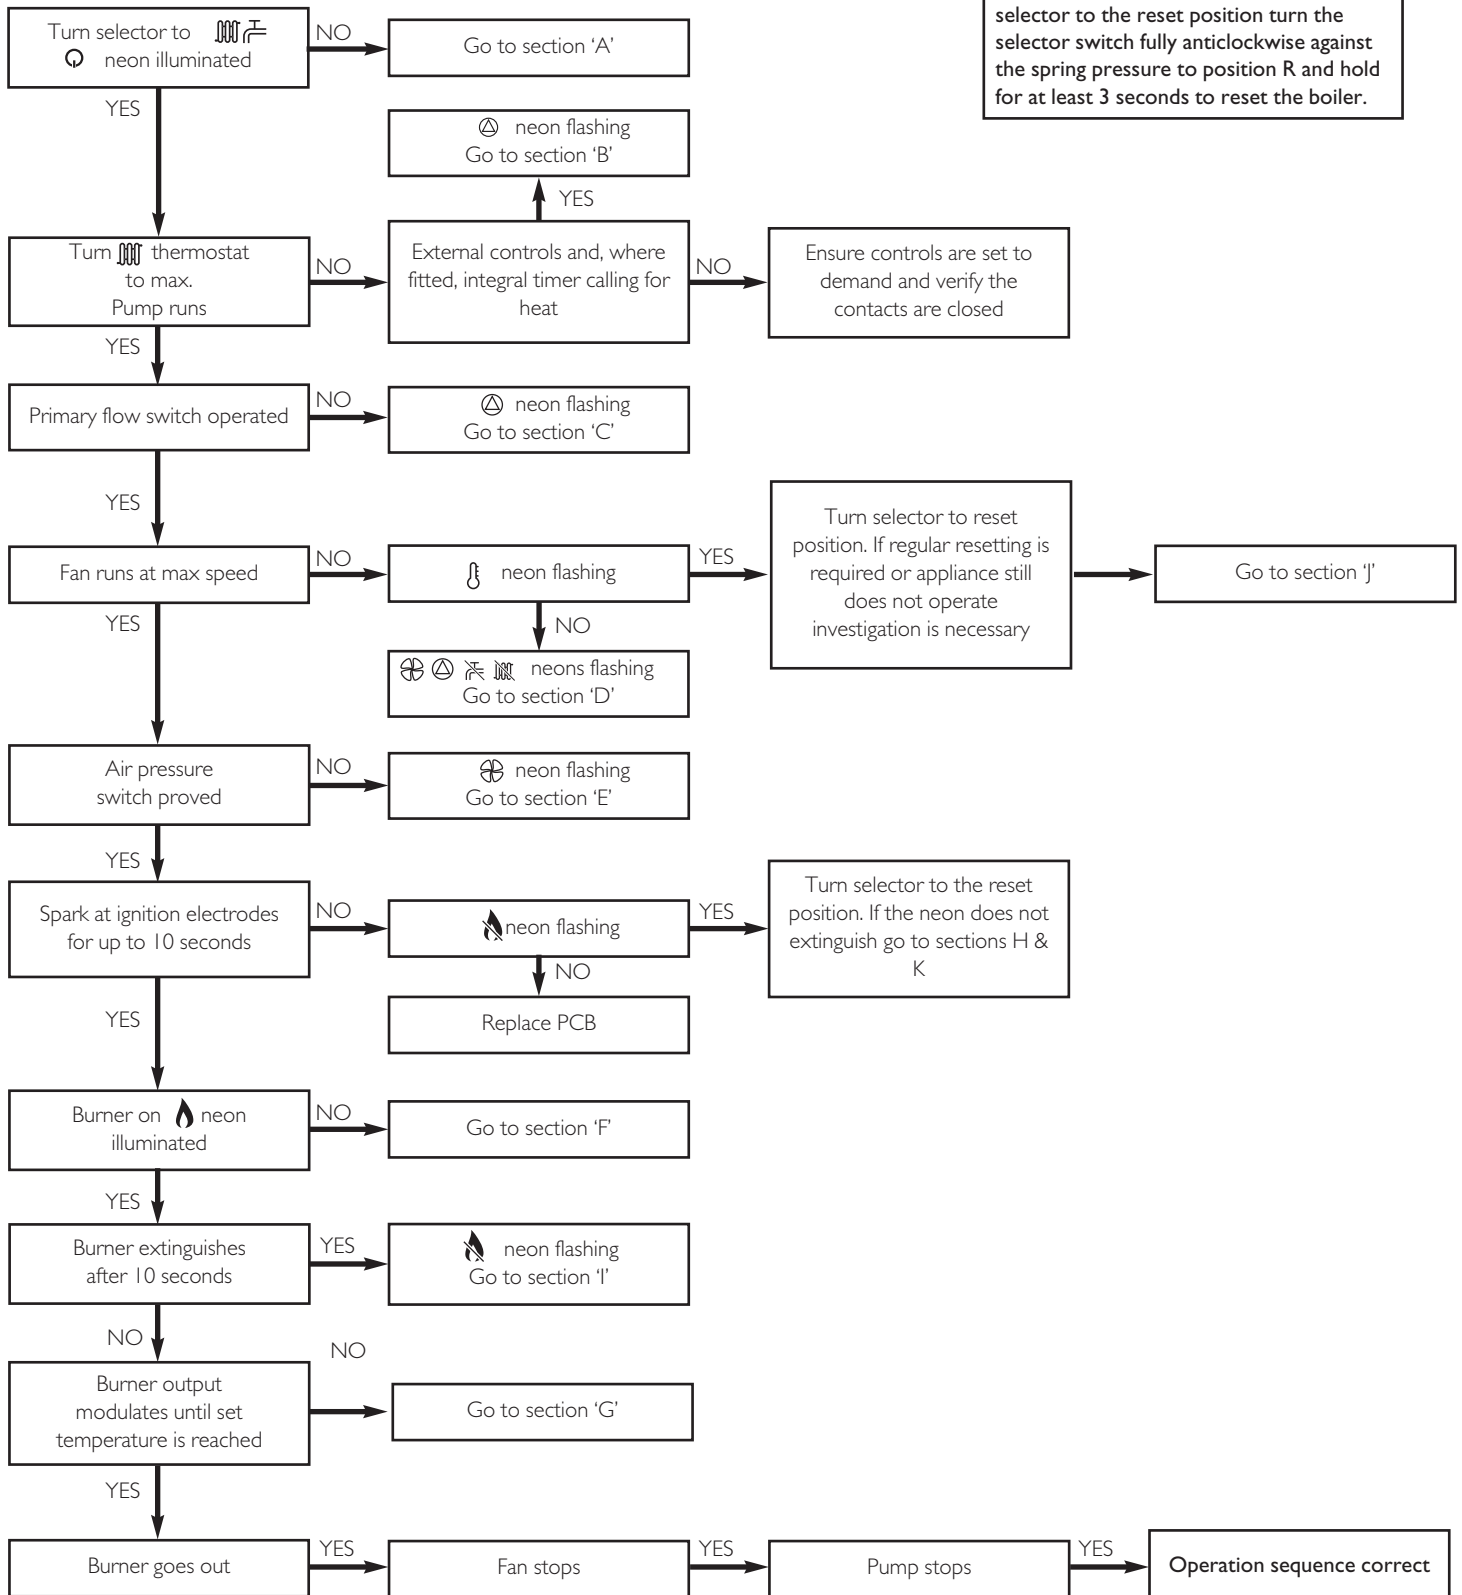 selector to the reset position turn the
selector switch fully anticlockwise against
the spring pressure to position R and hold
for at least 3 seconds to reset the boiler.
Turn selector to
neon illuminated
NO
Go to section ‘A’
YES
neon flashing
Go to section ‘B’
YES
Turn thermostat
to max.
Pump runs
NO
External controls and, where
fitted, integral timer calling for
heat
NO
Ensure controls are set to
demand and verify the
contacts are closed
YES
Primary flow switch operated
NO
neon flashing
Go to section ‘C’
YES
Fan runs at max speed
NO
neon flashing
YES
Turn selector to reset
position. If regular resetting is
required or appliance still
does not operate
investigation is necessary
Go to section ‘J’
YES
NO
neons flashing
Go to section ‘D’
Air pressure
switch proved
NO
neon flashing
Go to section ‘E’
YES
Spark at ignition electrodes
for up to 10 seconds
NO
neon flashing
YES
Turn selector to the reset
position. If the neon does not
extinguish go to sections H &
K
NO
Replace PCB
YES
Burner on neon
illuminated
NO
Go to section ‘F’
YES
Burner extinguishes
after 10 seconds
YES
neon flashing
Go to section ‘I’
NO
NO
Burner output
modulates until set
temperature is reached
Go to section ‘G’
YES
Burner goes out
YES
Fan stops
YES
Pump stops
YES
Operation sequence correct